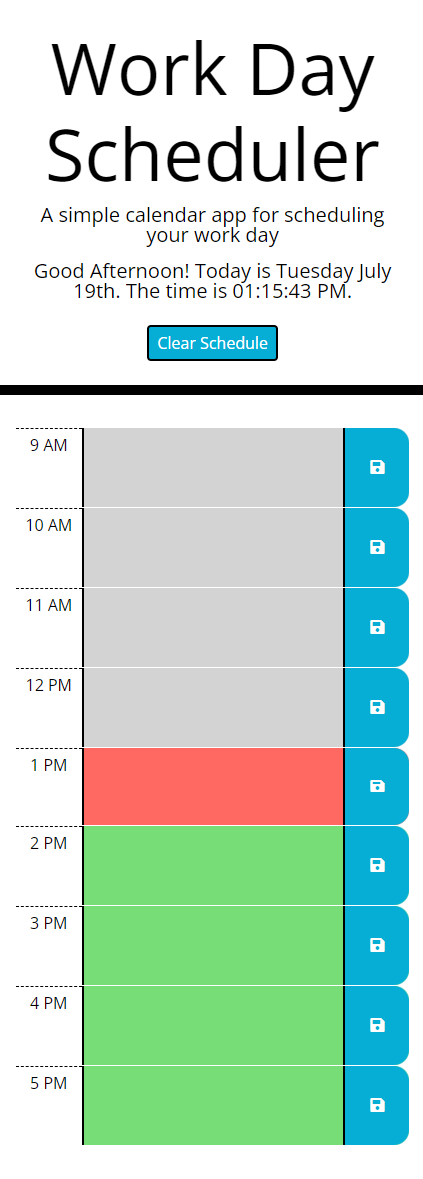 Work Day
Scheduler
A simple calendar app for scheduling
your work day
Good Afternoon! Today is Tuesday July
19th. The time is 01:15:43 PM.
Clear Schedule
9 AM
10 AM
11 AM
12 PM
1 PM
2 PM
3 PM
4 PM
5 PM